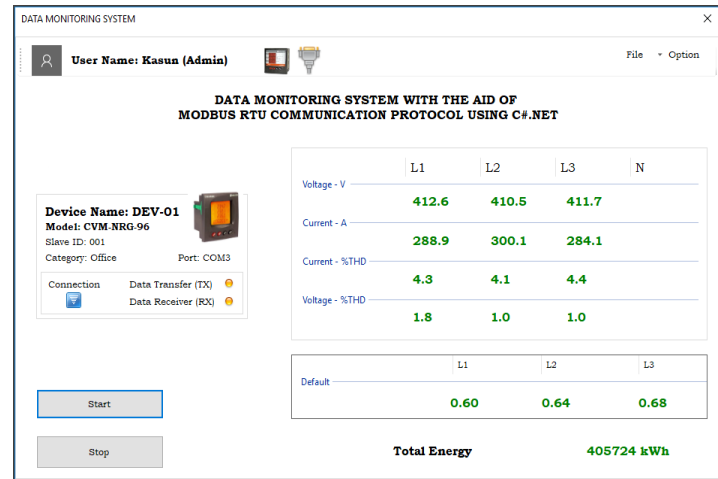 DATA MONITORING SYSTEM
User Name: Kasun (Admin)
File Option
DATA MONITORING SYSTEM WITH THE AID OF
MODBUS RTU COMMUNICATION PROTOCOL USING C#.NET
Device Name: DEV-01
Model: CVM-NRG-96
Slave ID: 001
Category: Office Port: COM3
Connection Data Transfer (TX)
Data Receiver (RX)
L1 L2 L3 N
Voltage - V
412.6 410.5 411.7
Current - A
288.9 300.1 284.1
Current - %THD
4.3 4.1 4.4
Voltage - %THD
1.8 1.0 1.0
L1 L2 L3
Default
0.60 0.64 0.68
Start
Stop
Total Energy 405724 kWh